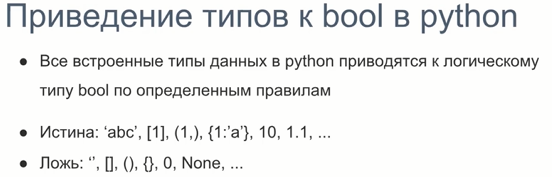 Приведение типов к bool в python
● Все встроенные типы данных в python приводятся к логическому
типу bool по определенным правилам
● Истина: ‘abc’, [1], (1,), {1:’a’}, 10, 1.1, ...
● Ложь: ‘’, [], (), {}, 0, None, ...